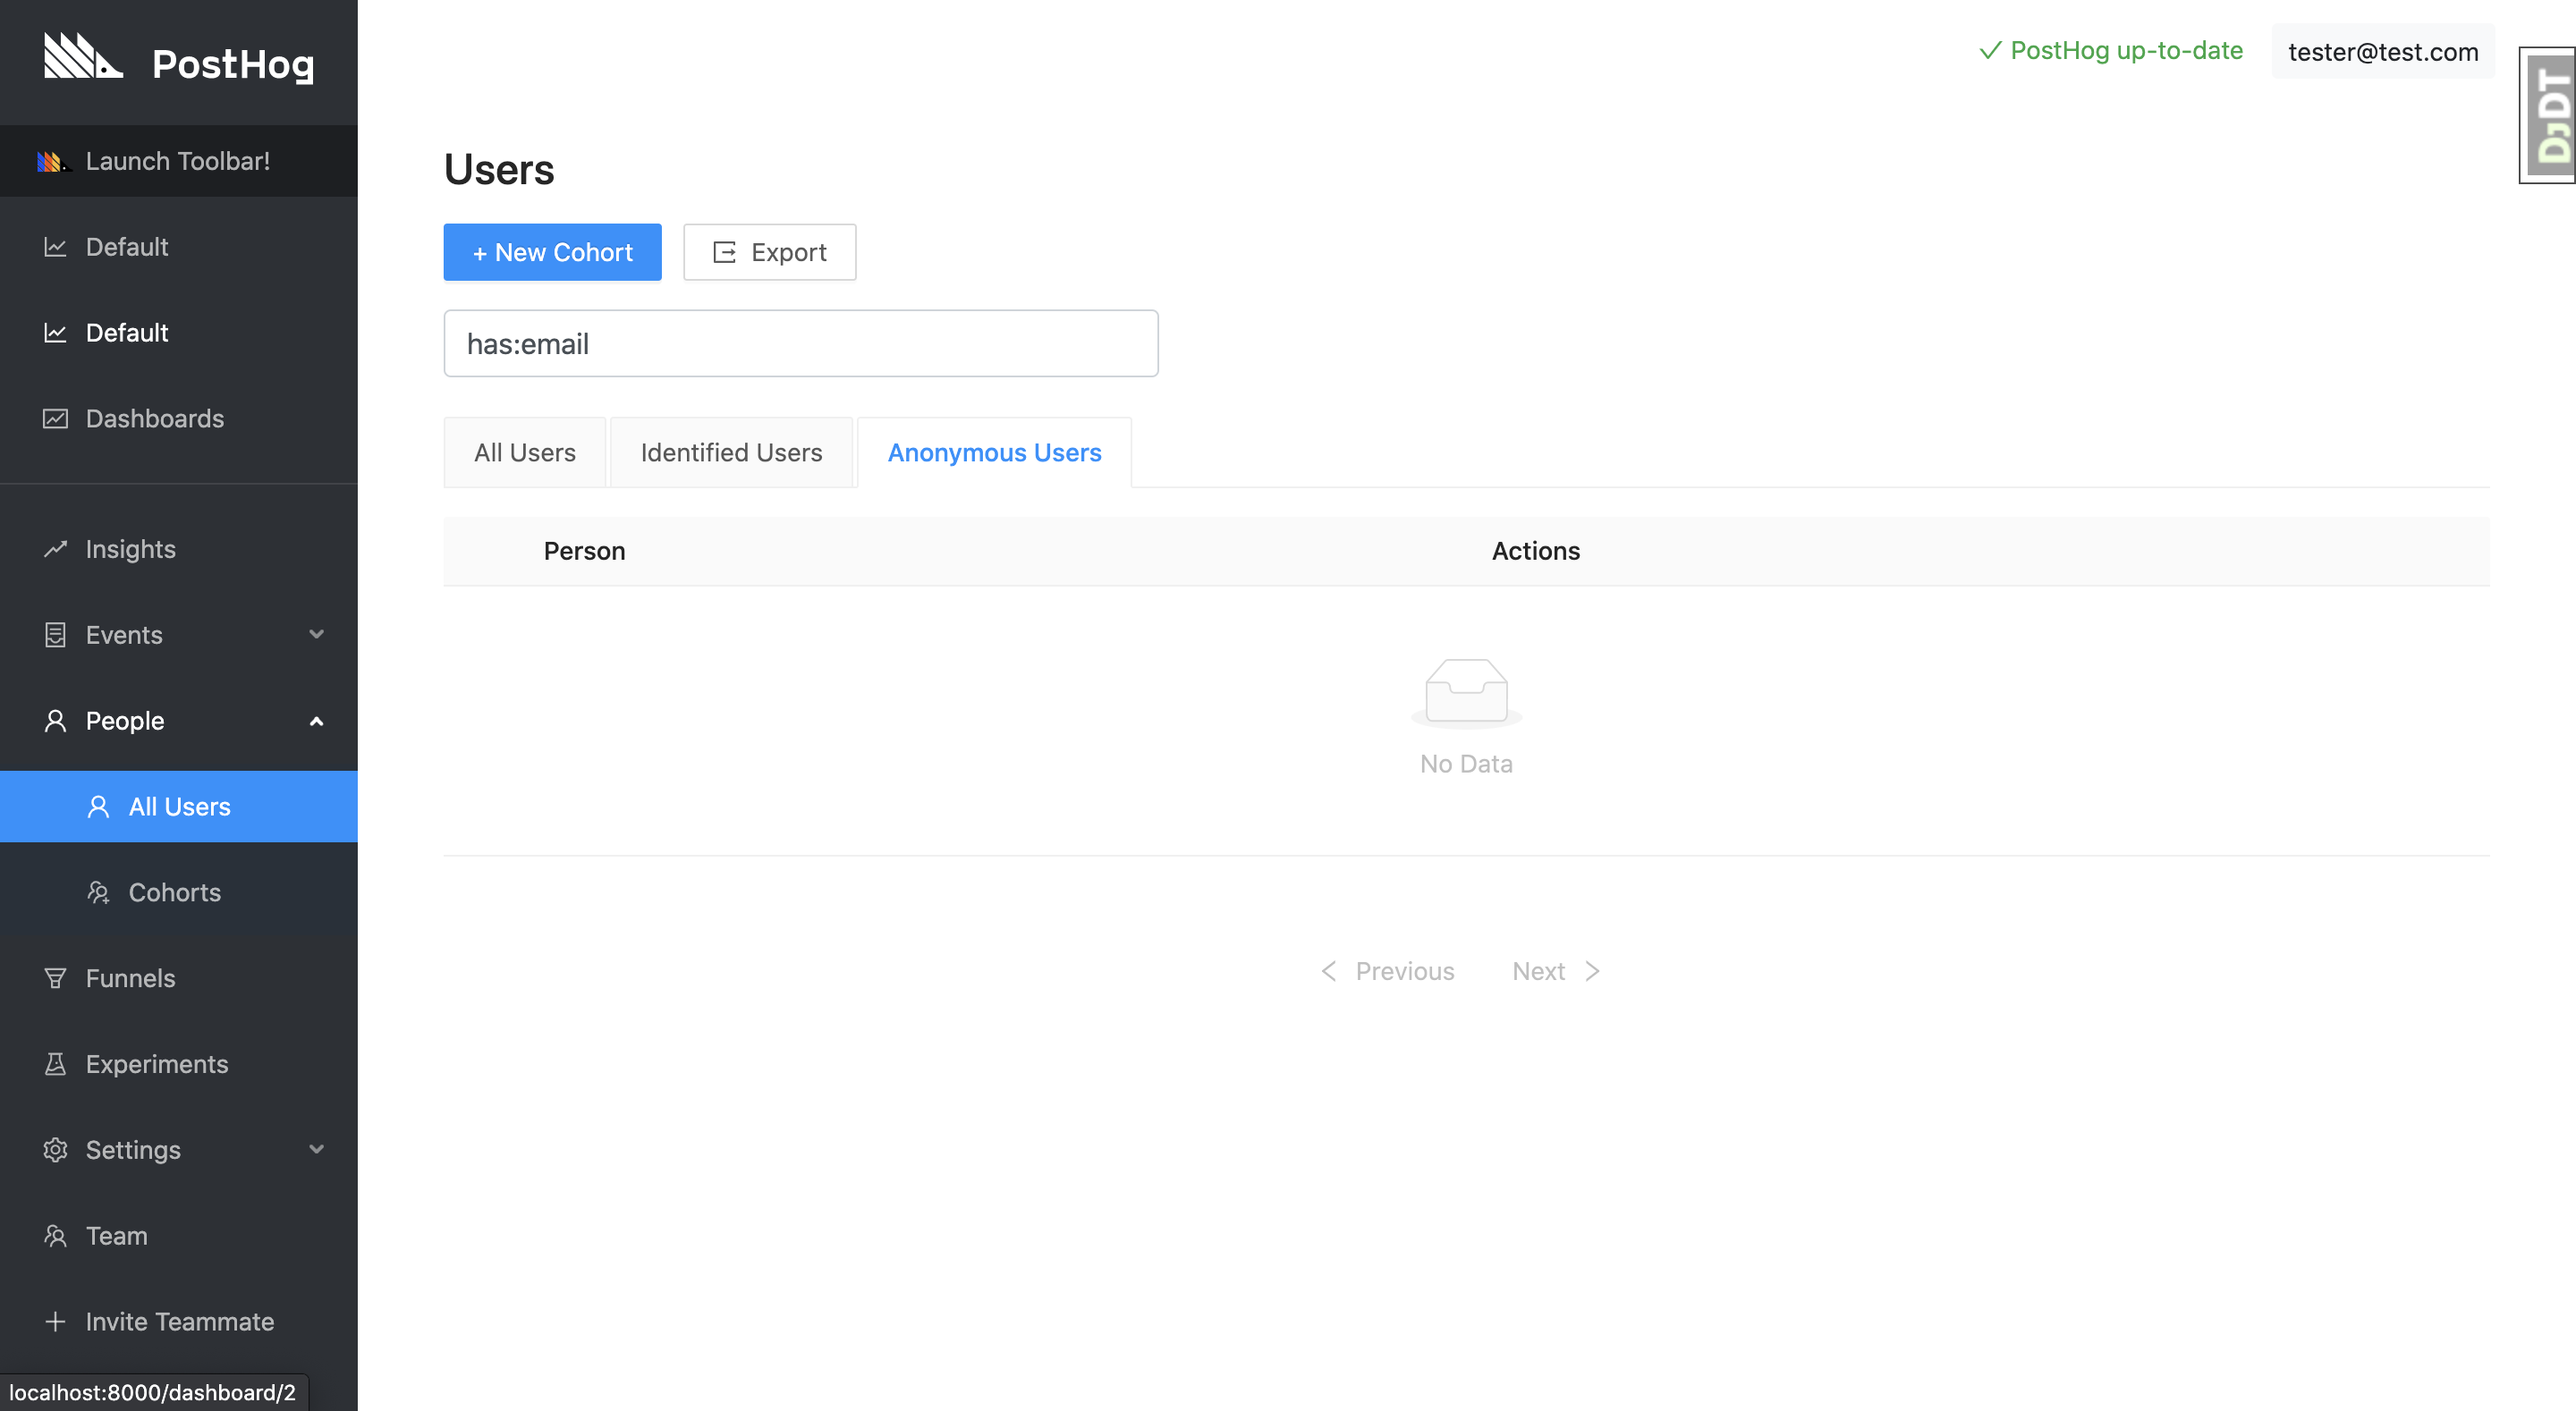 PostHog
Launch Toolbar!
Default
Default
Dashboards
Insights
Events
People
All Users
Cohorts
Funnels
Experiments
Settings
Team
Invite Teammate
localhost:8000/dashboard/2
PostHog up-to-date
tester@test.com
DJDT
Users
+ New Cohort
Export
has:email
All Users
Identified Users
Anonymous Users
Person
Actions
No Data
Previous
Next